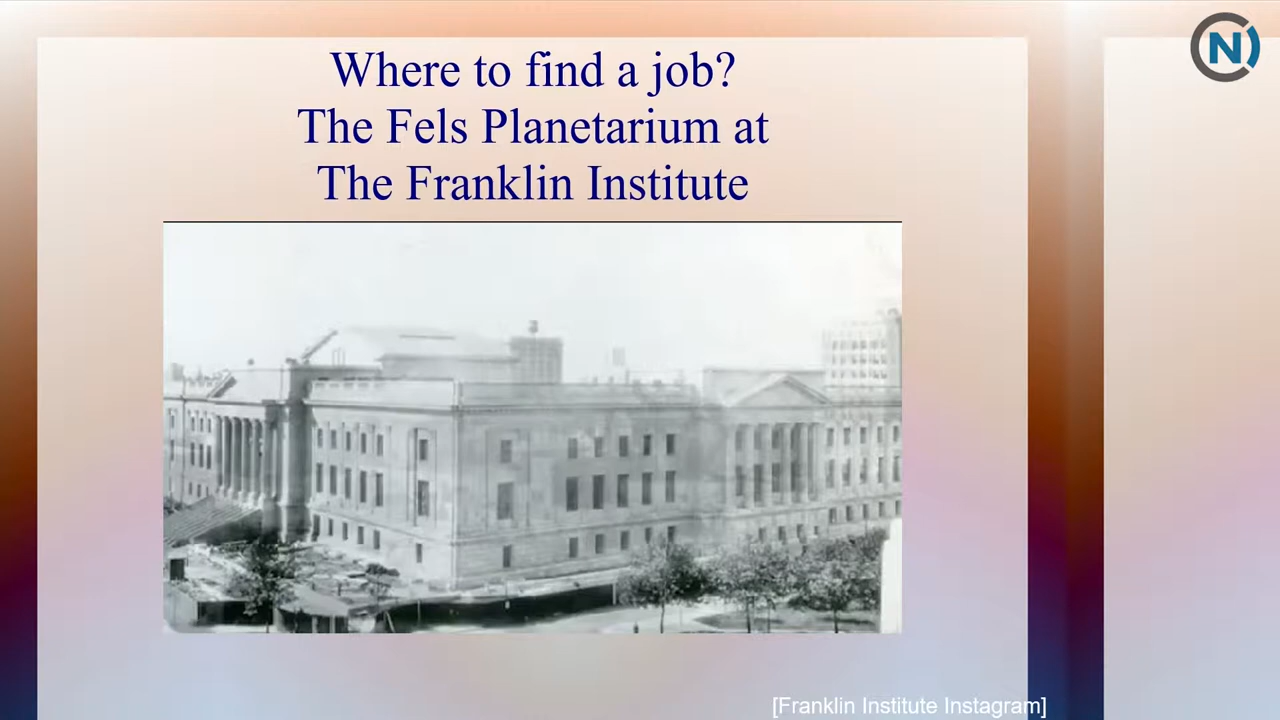 Where to find a job?
The Fels Planetarium at
The Franklin Institute
N
[Franklin Institute Instagram]